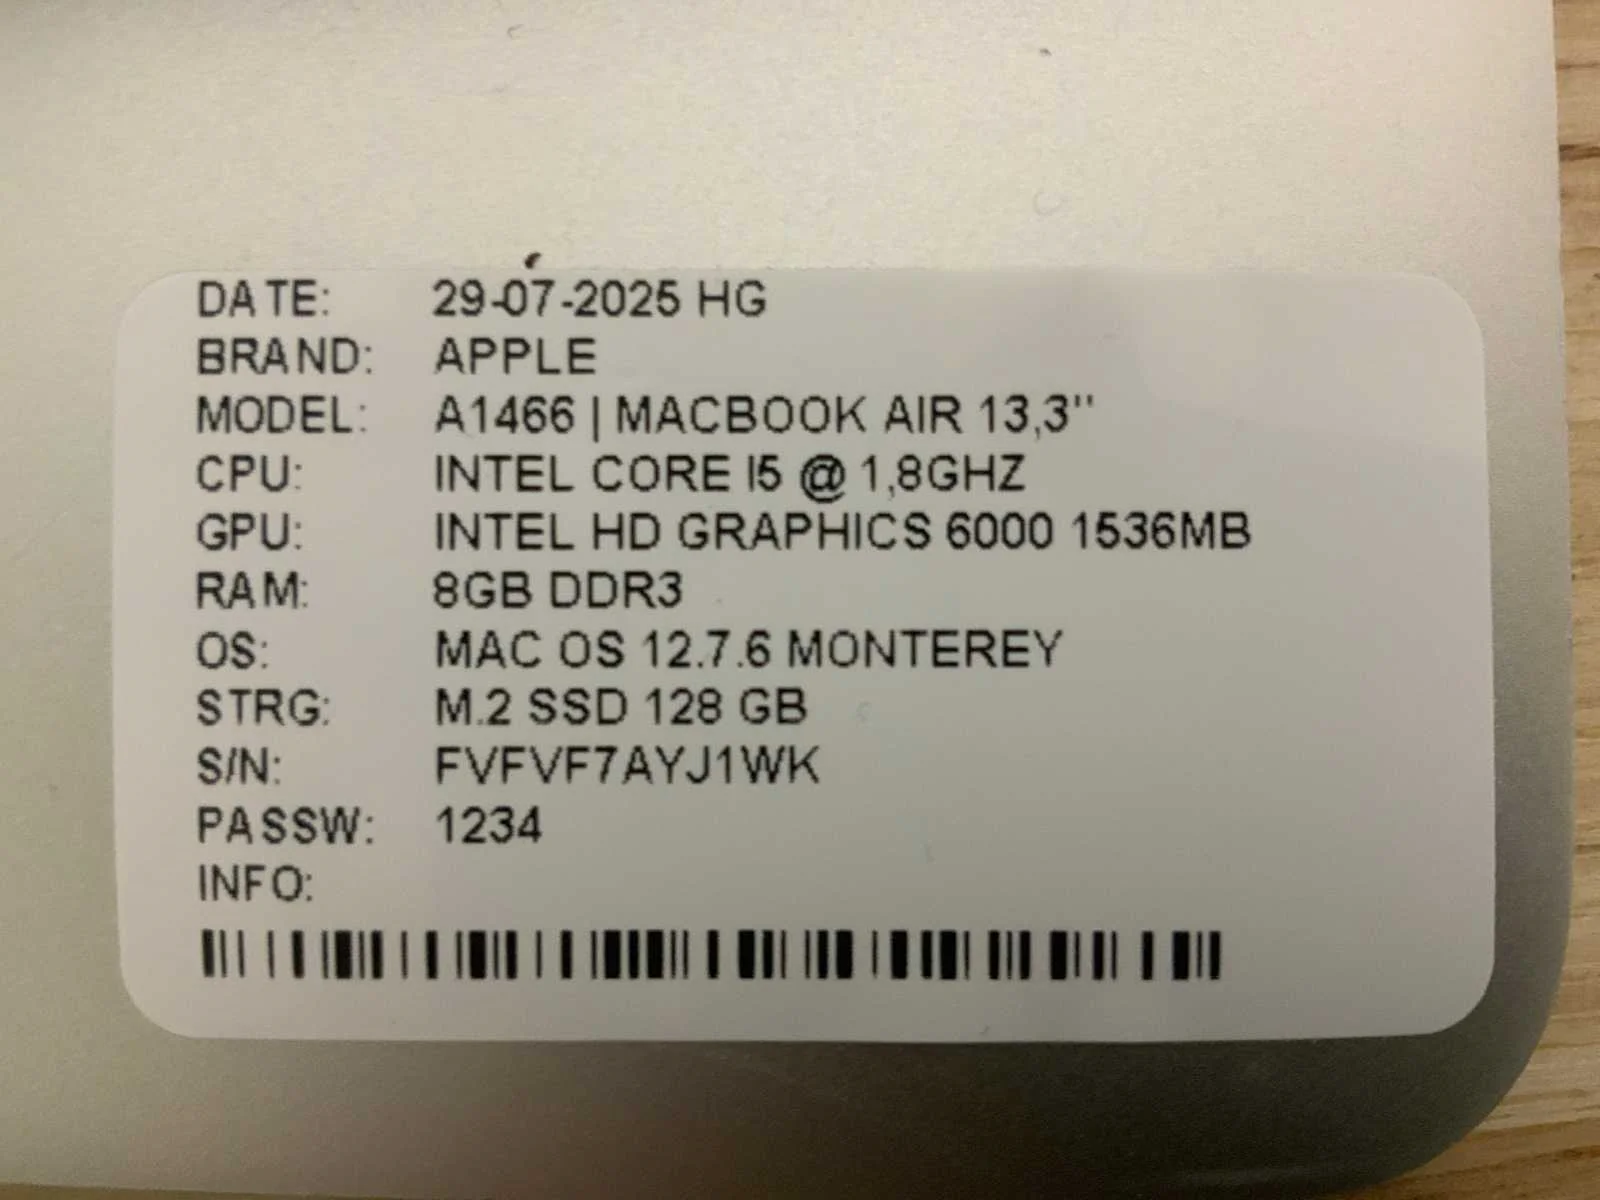 DATE: 29-07-2025 HG
BRAND: APPLE
MODEL: A1466 | MACBOOK AIR 13,3"
CPU: INTEL CORE I5 @ 1,8GHZ
GPU: INTEL HD GRAPHICS 6000 1536MB
RAM: 8GB DDR3
OS: MAC OS 12.7.6 MONTEREY
STRG: M.2 SSD 128 GB
S/N: FVFVF7AYJ1WK
PASSW: 1234
INFO: